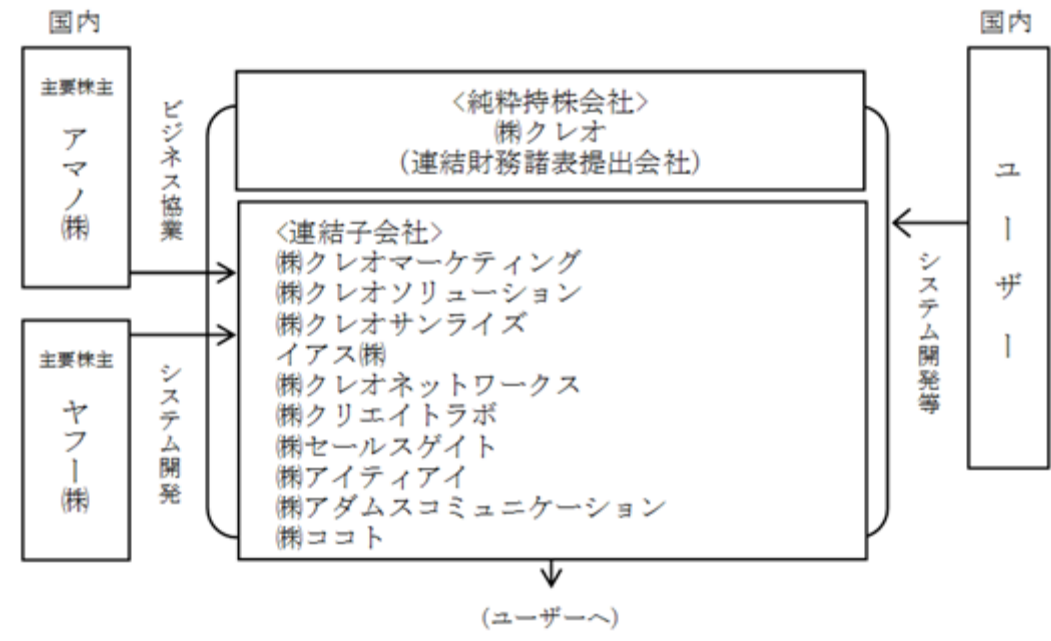 国内
主要株主
アマノ㈱
ビジネス協業
主要株主
ヤフー㈱
システム開発
<純粋持株会社>
㈱クレオ
(連結財務諸表提出会社)
<連結子会社>
㈱クレオマーケティング
㈱クレオソリューション
㈱クレオサンライズ
イアス㈱
㈱クレオネットワークス
㈱クリエイトラボ
㈱セールスゲイト
㈱アイティアイ
㈱アダムスコミュニケーション
㈱ココト
(ユーザーへ)
国内
ユーザー
システム開発等